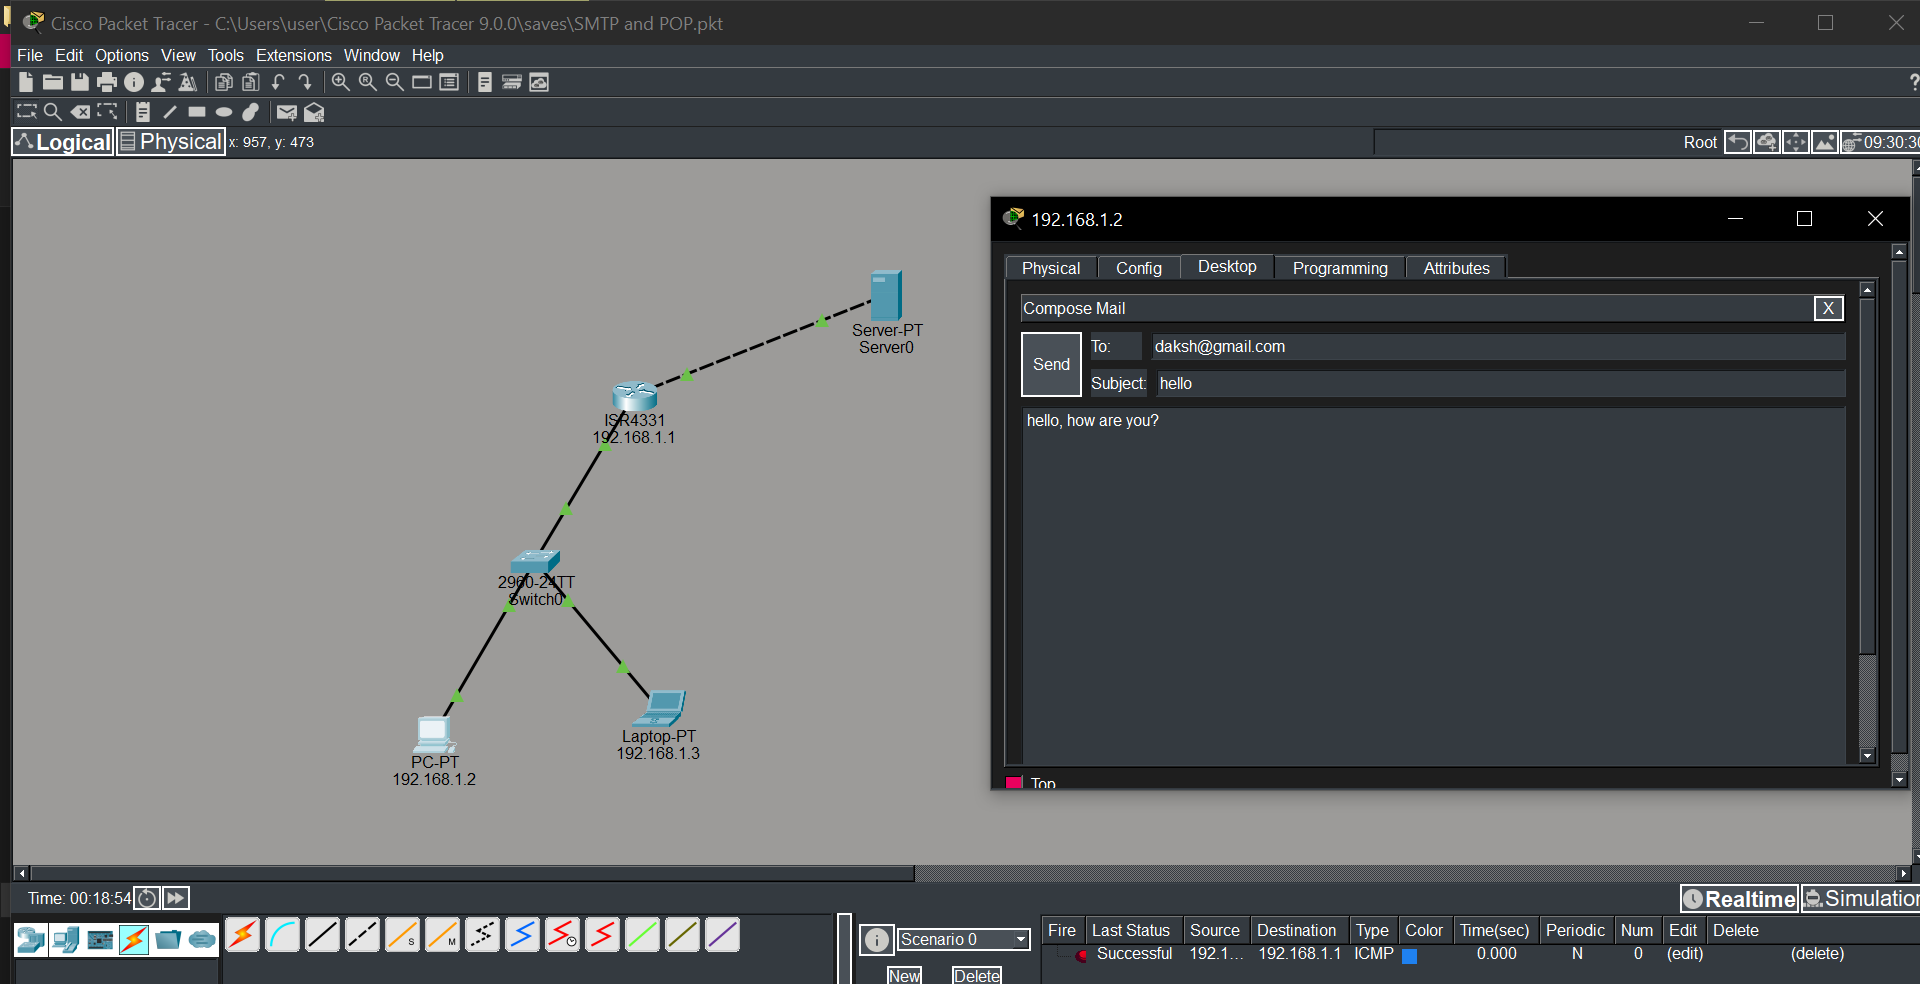 Cisco Packet Tracer - C:\Users\user\Cisco Packet Tracer 9.0.0\saves\SMTP and POP.pkt
File Edit Options View Tools Extensions Window Help
?
Logical Physical x: 957, y: 473
Root 09:30:30
192.168.1.2
Physical Config Desktop Programming Attributes
Compose Mail X
Send
To: daksh@gmail.com
Subject: hello
hello, how are you?
Top
Server-PT
Server0
ISR4331
192.168.1.1
2960-24TT
Switch0
Laptop-PT
192.168.1.3
PC-PT
192.168.1.2
Time: 00:18:54
Realtime Simulation
S M
Scenario 0
New Delete
Fire Last Status Source Destination Type Color Time(sec) Periodic Num Edit Delete
Successful 192.1... 192.168.1.1 ICMP 0.000 N 0 (edit) (delete)